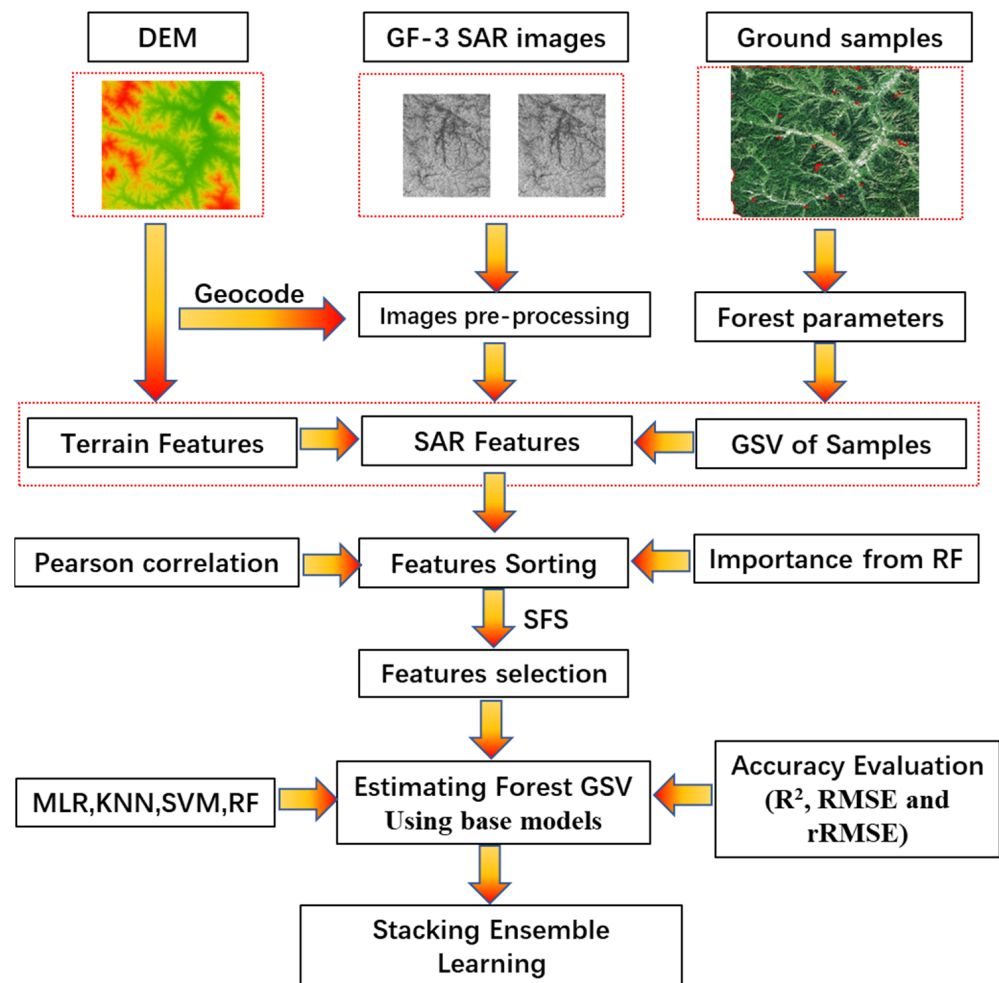 DEM
GF-3 SAR images
Ground samples
Geocode
Images pre-processing
Forest parameters
Terrain Features
SAR Features
GSV of Samples
Pearson correlation
Features Sorting
Importance from RF
SFS
Features selection
MLR,KNN,SVM,RF
Estimating Forest GSV
Using base models
Accuracy Evaluation
(R², RMSE and
rRMSE)
Stacking Ensemble
Learning